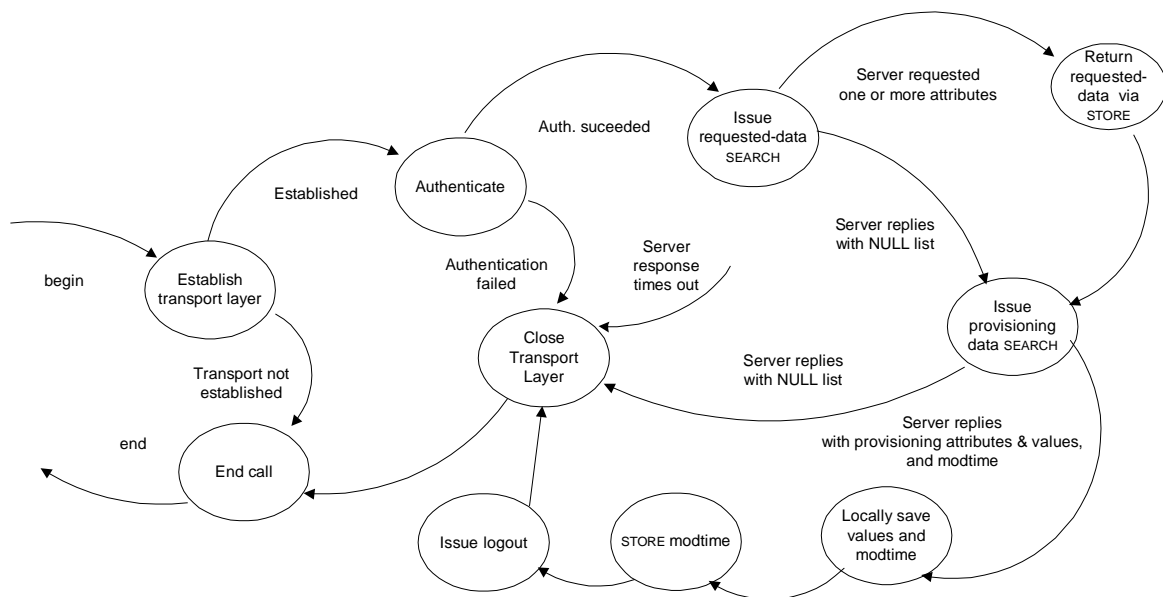 Return
requested-
data via
STORE
Server requested
one or more attributes
Issue
requested-data
SEARCH
Auth. suceeded
Authenticate
Established
Server replies
with NULL list
Server
response
times out
Authentication
failed
begin
Establish
transport layer
Issue
provisioning
data SEARCH
Close
Transport
Layer
Server replies
with NULL list
Transport not
established
Server replies
with provisioning attributes & values,
and modtime
end
End call
Locally save
values and
modtime
STORE modtime
Issue logout